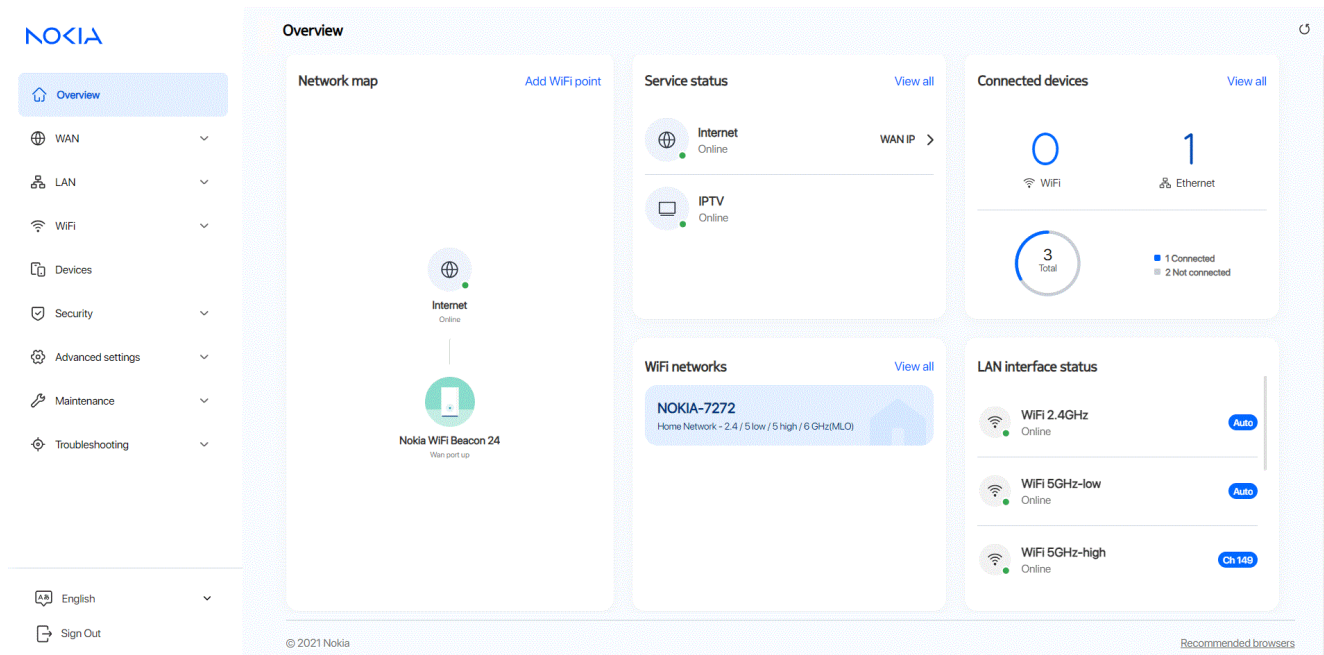 NOKIA
Overview
WAN
LAN
WiFi
Devices
Security
Advanced settings
Maintenance
Troubleshooting
English
Sign Out
Overview
Network map
Add WiFi point
Internet
Online
Nokia WiFi Beacon 24
Wan port up
Service status
View all
Internet
Online
WAN IP
IPTV
Online
Connected devices
View all
0
WiFi
1
Ethernet
3
Total
1 Connected
2 Not connected
WiFi networks
View all
NOKIA-7272
Home Network - 2.4 / 5 low / 5 high / 6 GHz(MLO)
LAN interface status
WiFi 2.4GHz
Online
Auto
WiFi 5GHz-low
Online
Auto
WiFi 5GHz-high
Online
Ch 149
© 2021 Nokia
Recommended browsers